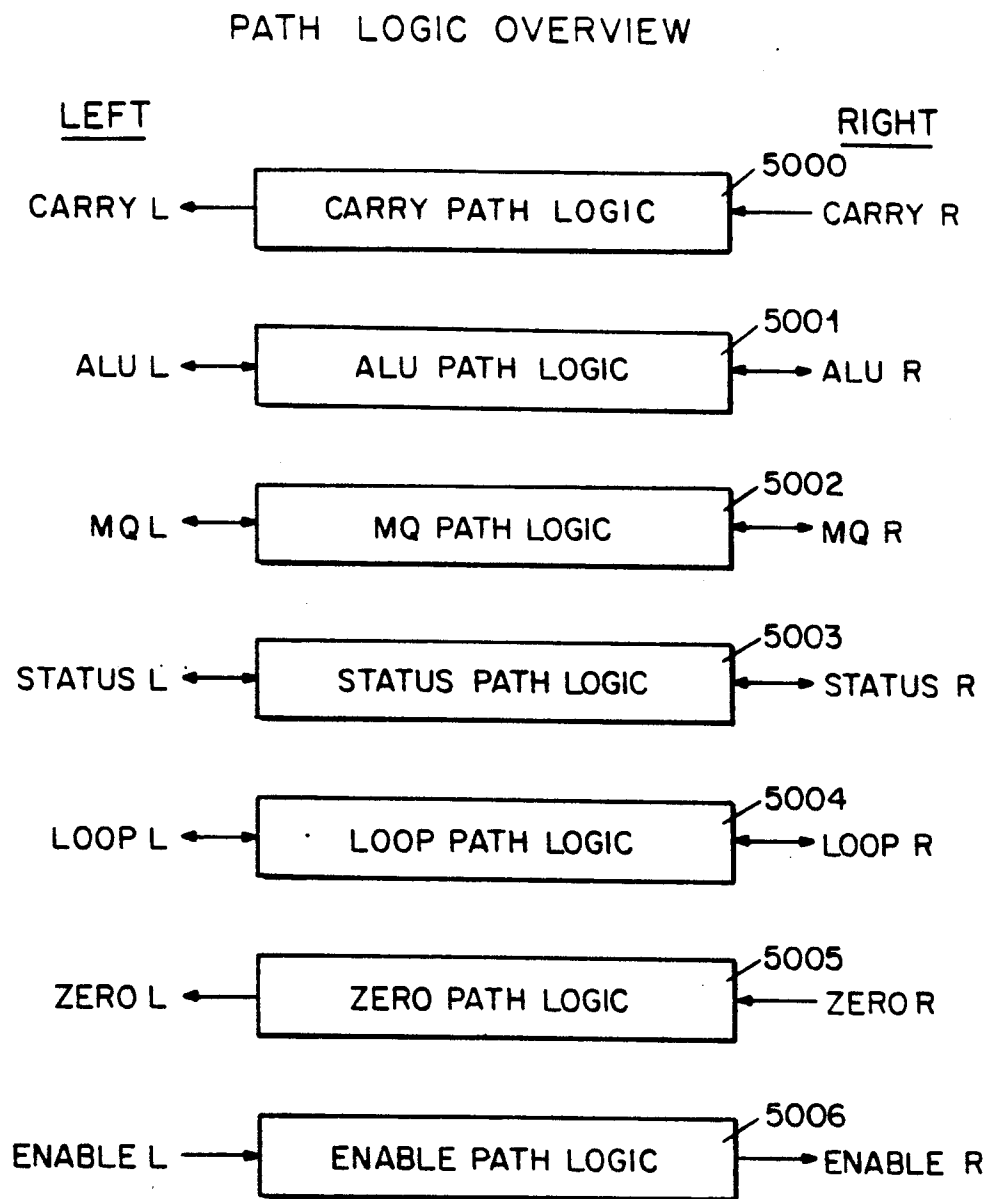 PATH LOGIC OVERVIEW
LEFT
RIGHT
5000
CARRY L
CARRY PATH LOGIC
CARRY R
5001
ALU L
ALU PATH LOGIC
ALU R
5002
MQ L
MQ PATH LOGIC
MQ R
5003
STATUS L
STATUS PATH LOGIC
STATUS R
5004
LOOP L
LOOP PATH LOGIC
LOOP R
5005
ZERO L
ZERO PATH LOGIC
ZERO R
5006
ENABLE L
ENABLE PATH LOGIC
ENABLE R